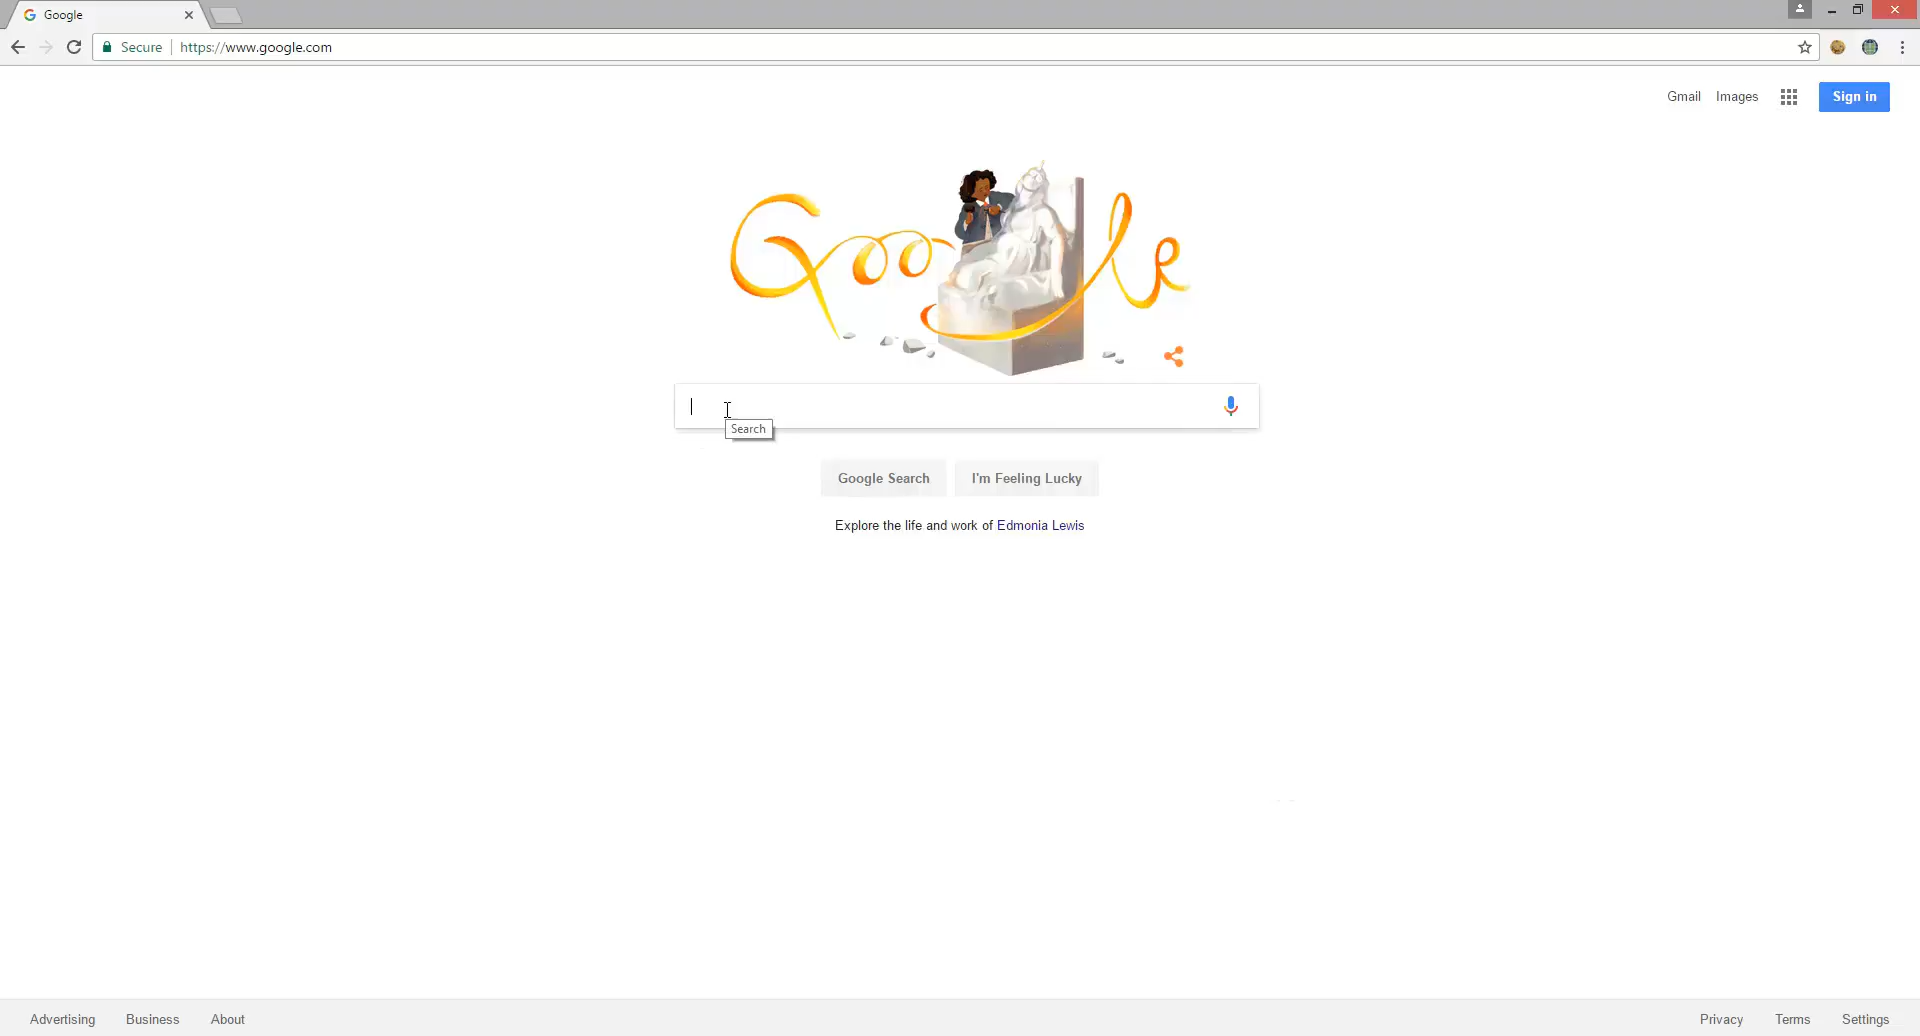 Google
Secure https://www.google.com
Gmail Images Sign in
Google
Search
Google Search I'm Feeling Lucky
Explore the life and work of Edmonia Lewis
Advertising Business About Privacy Terms Settings